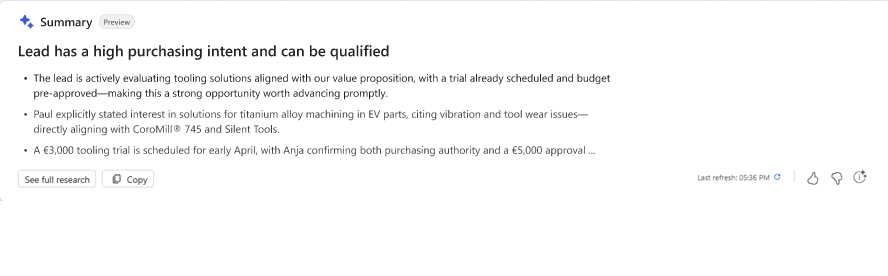 Summary Preview
Lead has a high purchasing intent and can be qualified
• The lead is actively evaluating tooling solutions aligned with our value proposition, with a trial already scheduled and budget
pre-approved—making this a strong opportunity worth advancing promptly.
• Paul explicitly stated interest in solutions for titanium alloy machining in EV parts, citing vibration and tool wear issues—
directly aligning with CoroMill® 745 and Silent Tools.
• A €3,000 tooling trial is scheduled for early April, with Anja confirming both purchasing authority and a €5,000 approval ...
See full research Copy Last refresh: 05:36 PM